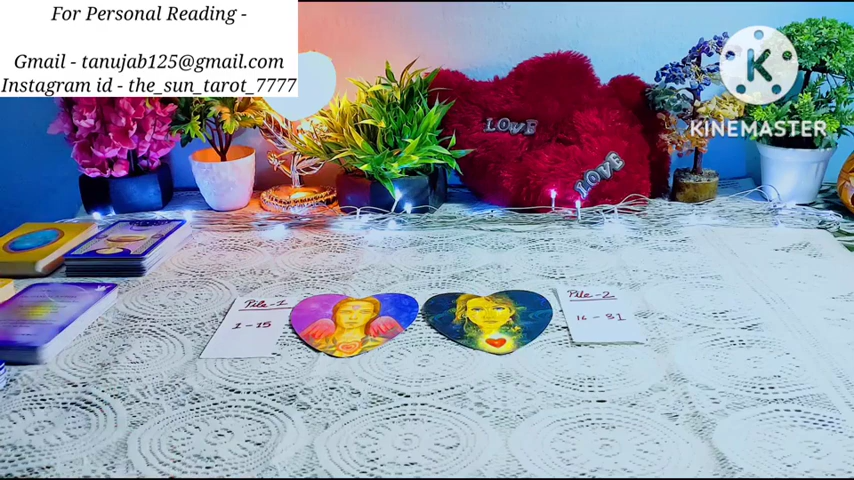 For Personal Reading -
Gmail - tanujab125@gmail.com
Instagram id - the_sun_tarot_7777
K
KINEMASTER
LOVE
LOVE
Pile-1
1-15
Pile-2
16-31